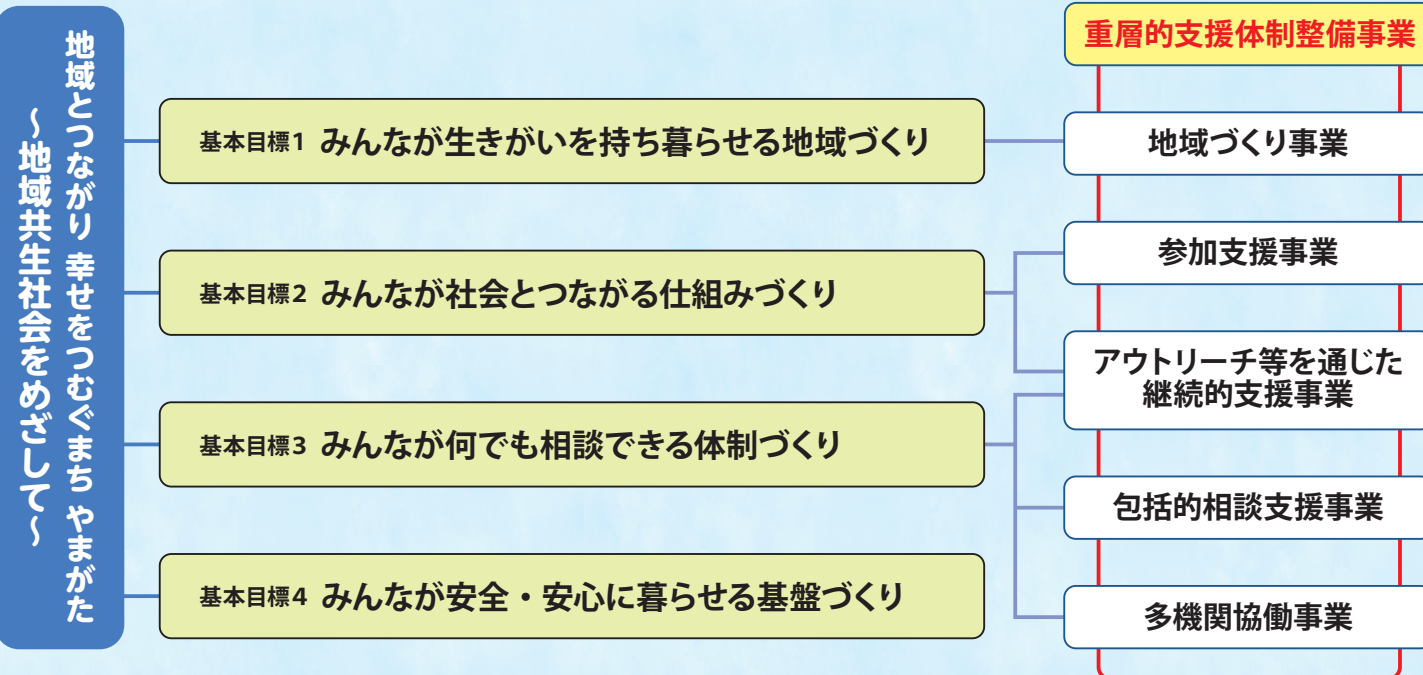 地域とつながり 幸せをつむぐまち やまがた
～地域共生社会をめざして～
基本目標1 みんなが生きがいを持ち暮らせる地域づくり
基本目標2 みんなが社会とつながる仕組みづくり
基本目標3 みんなが何でも相談できる体制づくり
基本目標4 みんなが安全・安心に暮らせる基盤づくり
重層的支援体制整備事業
地域づくり事業
参加支援事業
アウトリーチ等を通じた
継続的支援事業
包括的相談支援事業
多機関協働事業